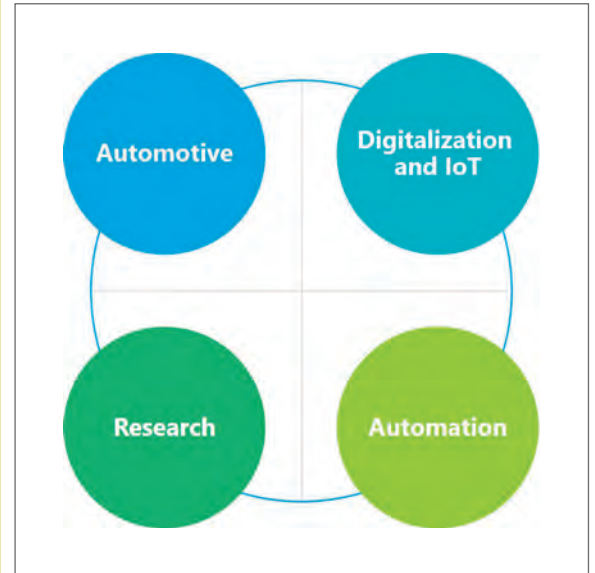 Automotive
Digitalization
and IoT
Research
Automation